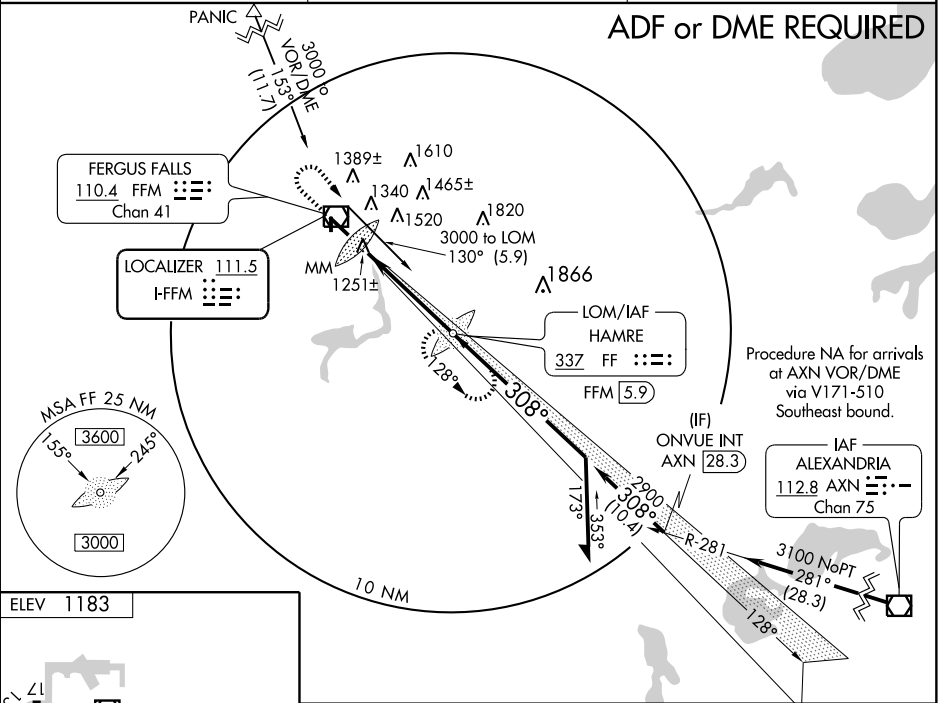 ADF or DME REQUIRED
PANIC
3000
VOR/DME
153°
(11.7)
FERGUS FALLS
110.4 FFM
Chan 41
LOCALIZER 111.5
I-FFM
1389±
1610
1340
1465±
1520
1820
3000 to LOM
130° (5.9)
MM
1251±
1866
LOM/IAF
HAMRE
337 FF
FFM 5.9
128°
308°
Procedure NA for arrivals
at AXN VOR/DME
via V171-510
Southeast bound.
(IF)
ONVUE INT
AXN 28.3
IAF
ALEXANDRIA
112.8 AXN
Chan 75
MSA FF 25 NM
155°
3600
245°
3000
173°
353°
2900
308°
(10.4)
R-281
3100 NoPT
281°
(28.3)
128°
10 NM
ELEV 1183
17